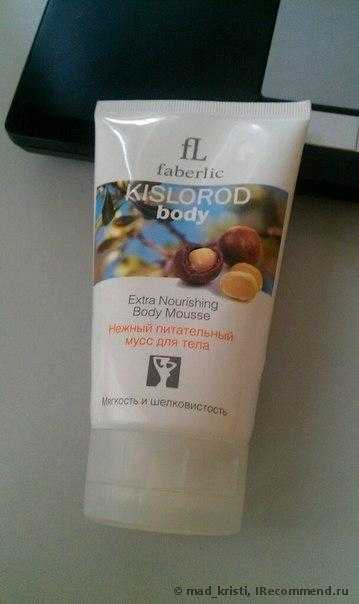 fL
faberlic
KISLOROD
body
Extra Nourishing
Body Mousse
Нежный питательный
мусс для тела
Мягкость и шелковистость
© mad_kristi, IRecommend.ru